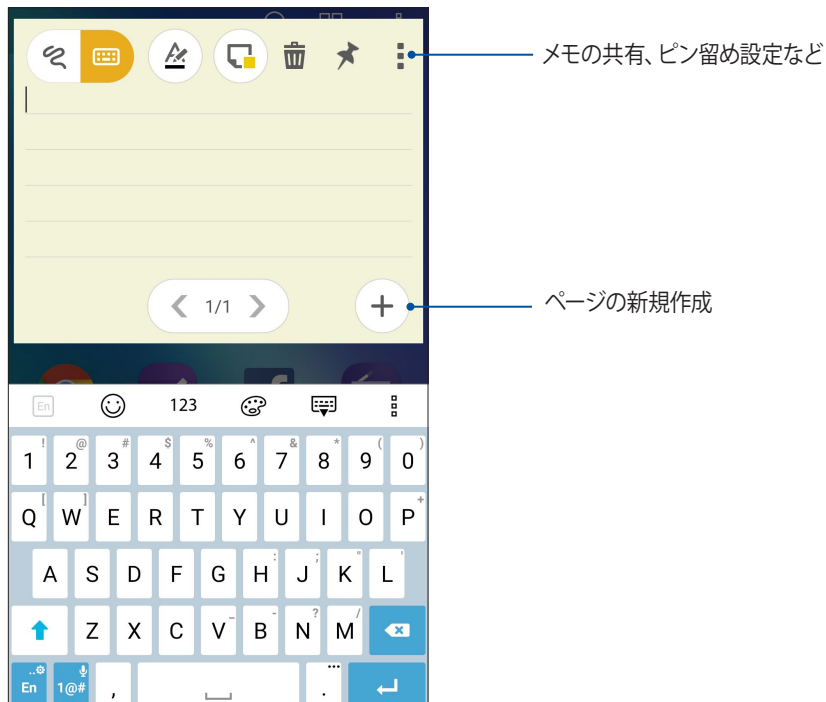 メモの共有、ピン留め設定など
1/1
ページの新規作成
En 123
! @ # $ % ^ & * ( )
1 2 3 4 5 6 7 8 9 0
[ ] +
Q W E R T Y U I O P
: ; " '
A S D F G H J K L
_ - ? /
Z X C V B N M
En 1@# , . ...